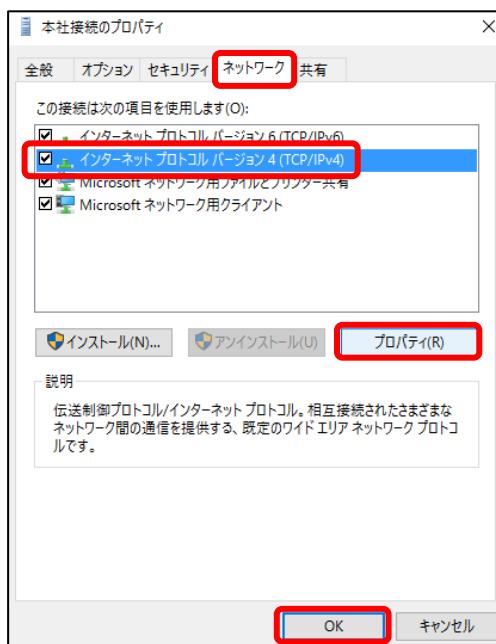 本社接続のプロパティ
全般 オプション セキュリティ ネットワーク 共有
この接続は次の項目を使用します(O):
インターネット プロトコル バージョン 6 (TCP/IPv6)
インターネット プロトコル バージョン 4 (TCP/IPv4)
Microsoft ネットワーク用ファイルとプリンター共有
Microsoft ネットワーク用クライアント
インストール(N)... アンインストール(U) プロパティ(R)
説明
伝送制御プロトコル/インターネット プロトコル。相互接続されたさまざまな
ネットワーク間の通信を提供する、既定のワイド エリア ネットワーク プロトコ
ルです。
OK キャンセル